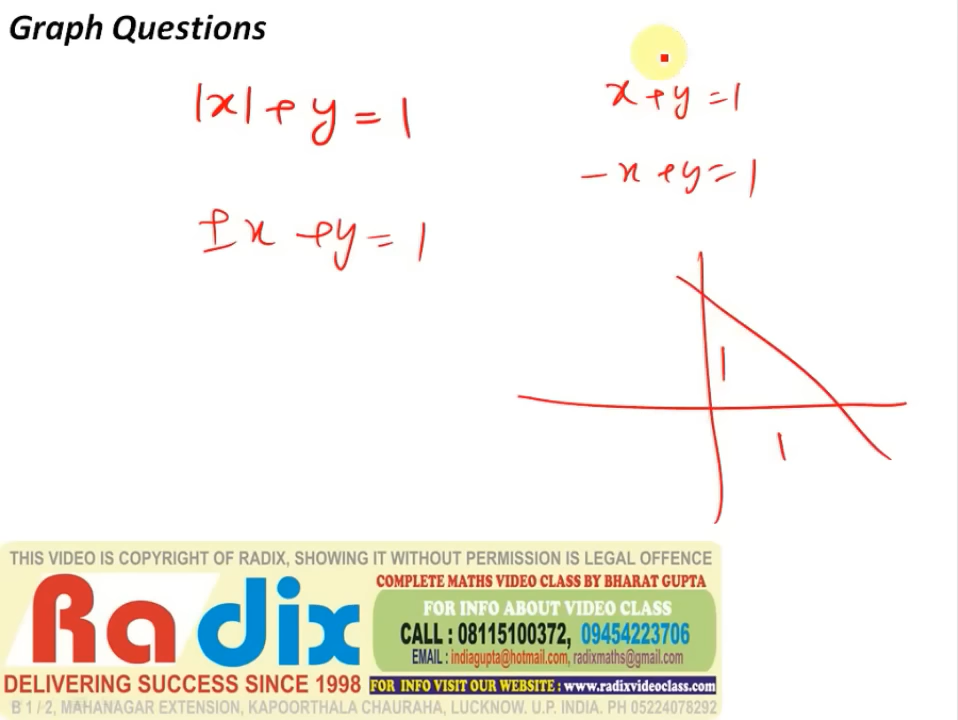 Graph Questions
|x| + y = 1
x + y = 1
- x + y = 1
± x + y = 1
1
1
THIS VIDEO IS COPYRIGHT OF RADIX, SHOWING IT WITHOUT PERMISSION IS LEGAL OFFENCE
COMPLETE MATHS VIDEO CLASS BY BHARAT GUPTA
Radix
FOR INFO ABOUT VIDEO CLASS
CALL : 08115100372, 09454223706
EMAIL : indiagupta@hotmail.com, radixmaths@gmail.com
DELIVERING SUCCESS SINCE 1998
FOR INFO VISIT OUR WEBSITE : www.radixvideoclass.com
B 1 / 2, MAHANAGAR EXTENSION, KAPOORTHALA CHAURAHA, LUCKNOW. U.P. INDIA. PH 05224078292